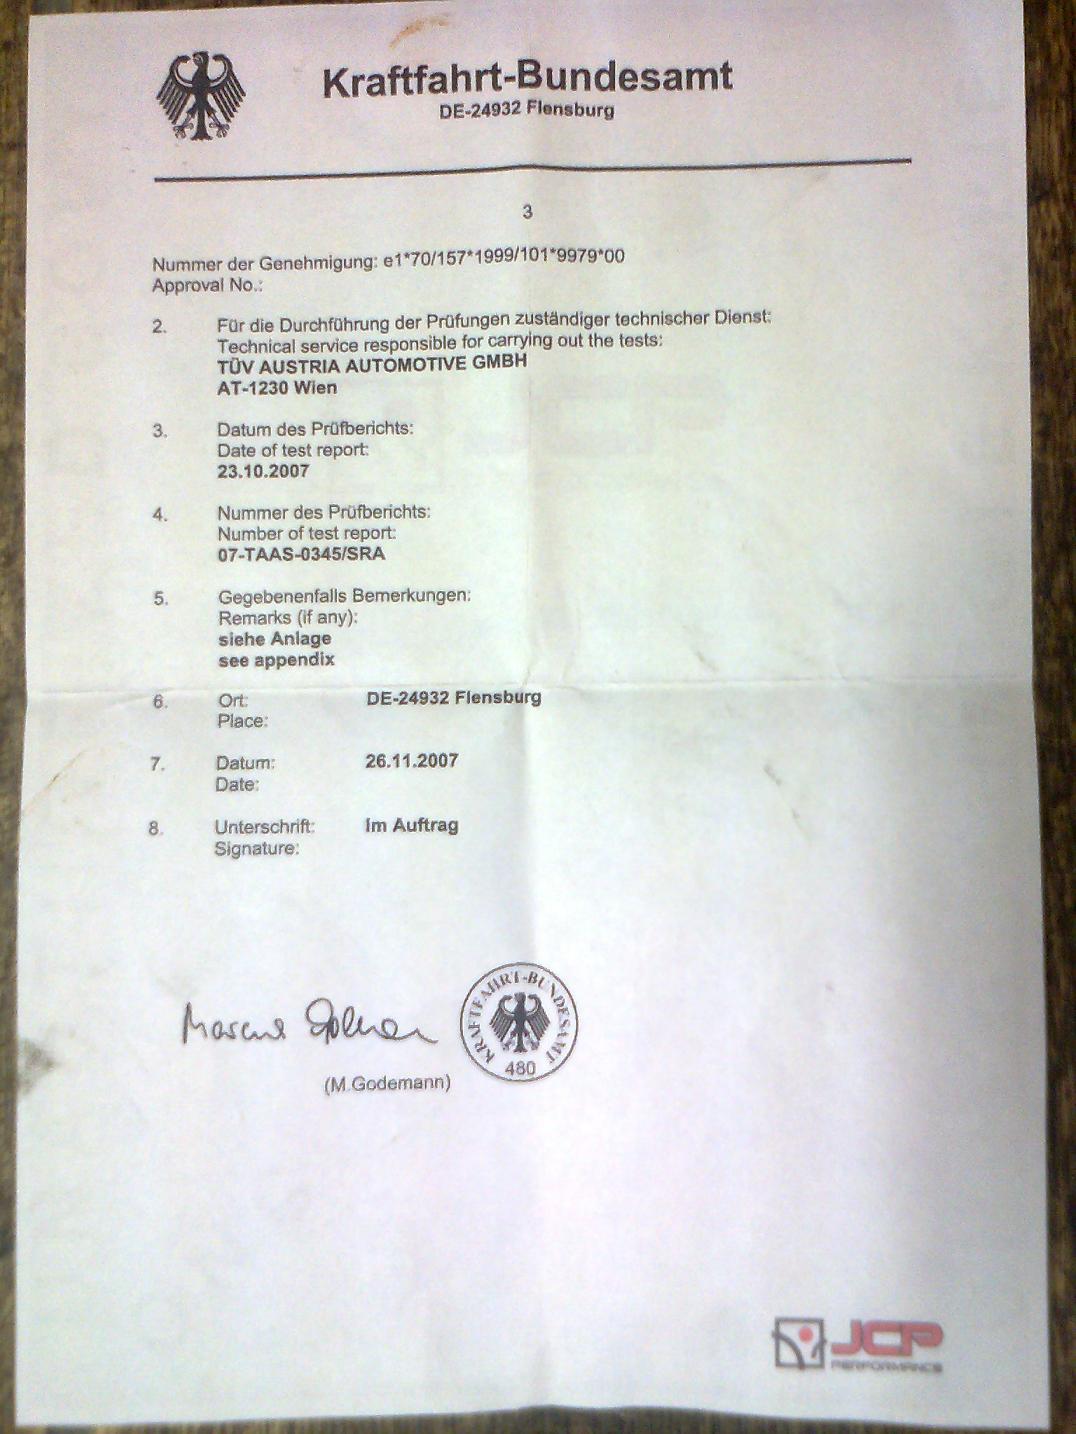 Kraftfahrt-Bundesamt
DE-24932 Flensburg
3
Nummer der Genehmigung: e1*70/157*1999/101*9979*00
Approval No.:
2. Für die Durchführung der Prüfungen zuständiger technischer Dienst:
Technical service responsible for carrying out the tests:
TÜV AUSTRIA AUTOMOTIVE GMBH
AT-1230 Wien
3. Datum des Prüfberichts:
Date of test report:
23.10.2007
4. Nummer des Prüfberichts:
Number of test report:
07-TAAS-0345/SRA
5. Gegebenenfalls Bemerkungen:
Remarks (if any):
siehe Anlage
see appendix
6. Ort: DE-24932 Flensburg
Place:
7. Datum: 26.11.2007
Date:
8. Unterschrift: Im Auftrag
Signature:
KRAFTFAHRT-BUNDESAMT
480
(M.Godemann)
JCP
PERFORMANCE